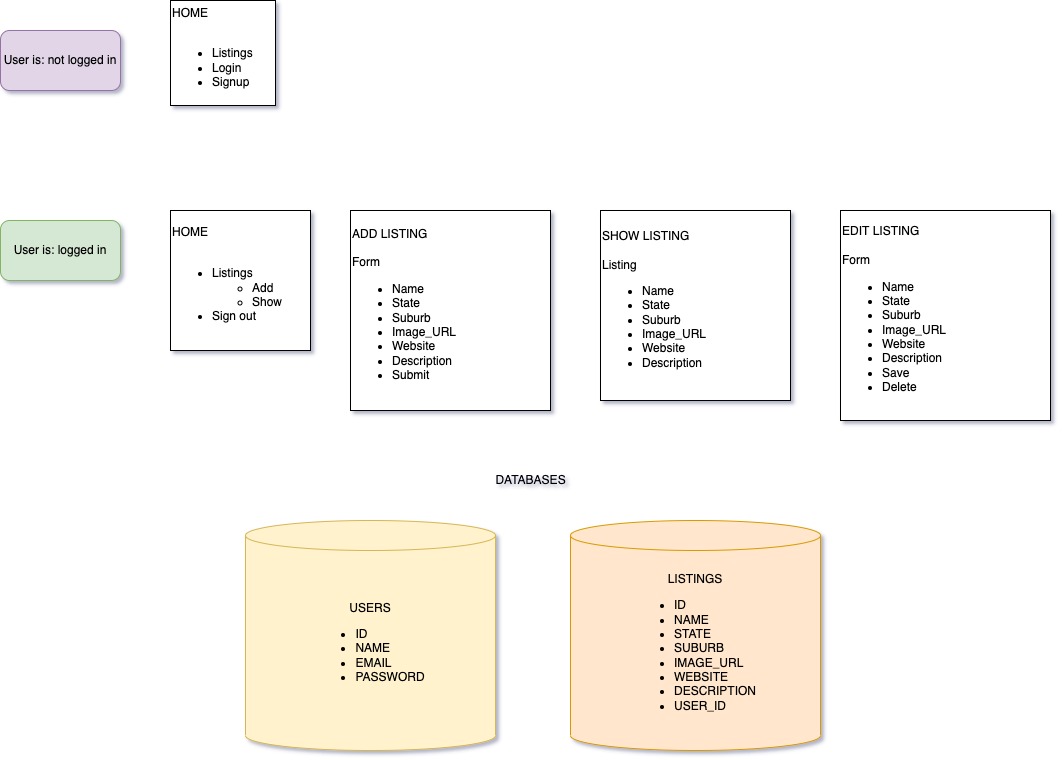 HOME
User is: not logged in
Listings
Login
Signup
User is: logged in
HOME
Listings
Add
Show
Sign out
ADD LISTING
Form
Name
State
Suburb
Image_URL
Website
Description
Submit
SHOW LISTING
Listing
Name
State
Suburb
Image_URL
Website
Description
EDIT LISTING
Form
Name
State
Suburb
Image_URL
Website
Description
Save
Delete
DATABASES
USERS
ID
NAME
EMAIL
PASSWORD
LISTINGS
ID
NAME
STATE
SUBURB
IMAGE_URL
WEBSITE
DESCRIPTION
USER_ID